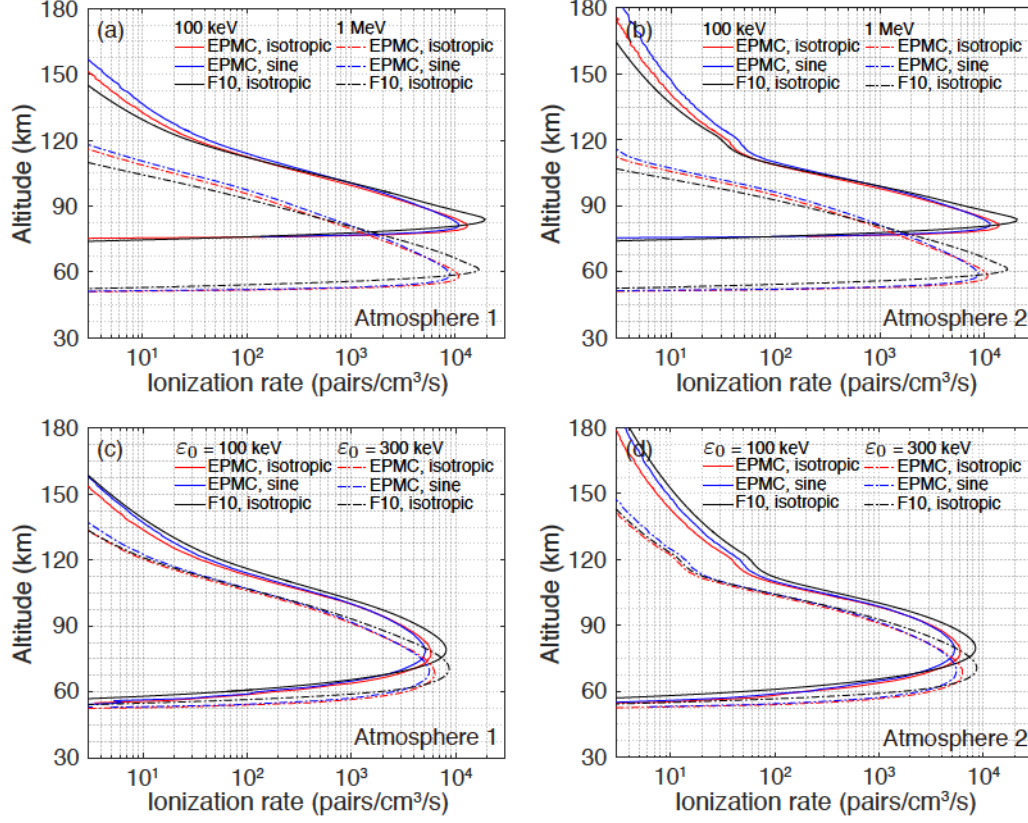 180
150
120
90
60
30
Altitude (km)
(a)
100 keV 1 MeV
EPMC, isotropic EPMC, isotropic
EPMC, sine EPMC, sine
F10, isotropic F10, isotropic
Atmosphere 1
10¹ 10² 10³ 10⁴
Ionization rate (pairs/cm³/s)
180
150
120
90
60
30
Altitude (km)
(b)
100 keV 1 MeV
EPMC, isotropic EPMC, isotropic
EPMC, sine EPMC, sine
F10, isotropic F10, isotropic
Atmosphere 2
10¹ 10² 10³ 10⁴
Ionization rate (pairs/cm³/s)
180
150
120
90
60
30
Altitude (km)
(c)
ε₀ = 100 keV ε₀ = 300 keV
EPMC, isotropic EPMC, isotropic
EPMC, sine EPMC, sine
F10, isotropic F10, isotropic
Atmosphere 1
10¹ 10² 10³ 10⁴
Ionization rate (pairs/cm³/s)
180
150
120
90
60
30
Altitude (km)
(d)
ε₀ = 100 keV ε₀ = 300 keV
EPMC, isotropic EPMC, isotropic
EPMC, sine EPMC, sine
F10, isotropic F10, isotropic
Atmosphere 2
10¹ 10² 10³ 10⁴
Ionization rate (pairs/cm³/s)